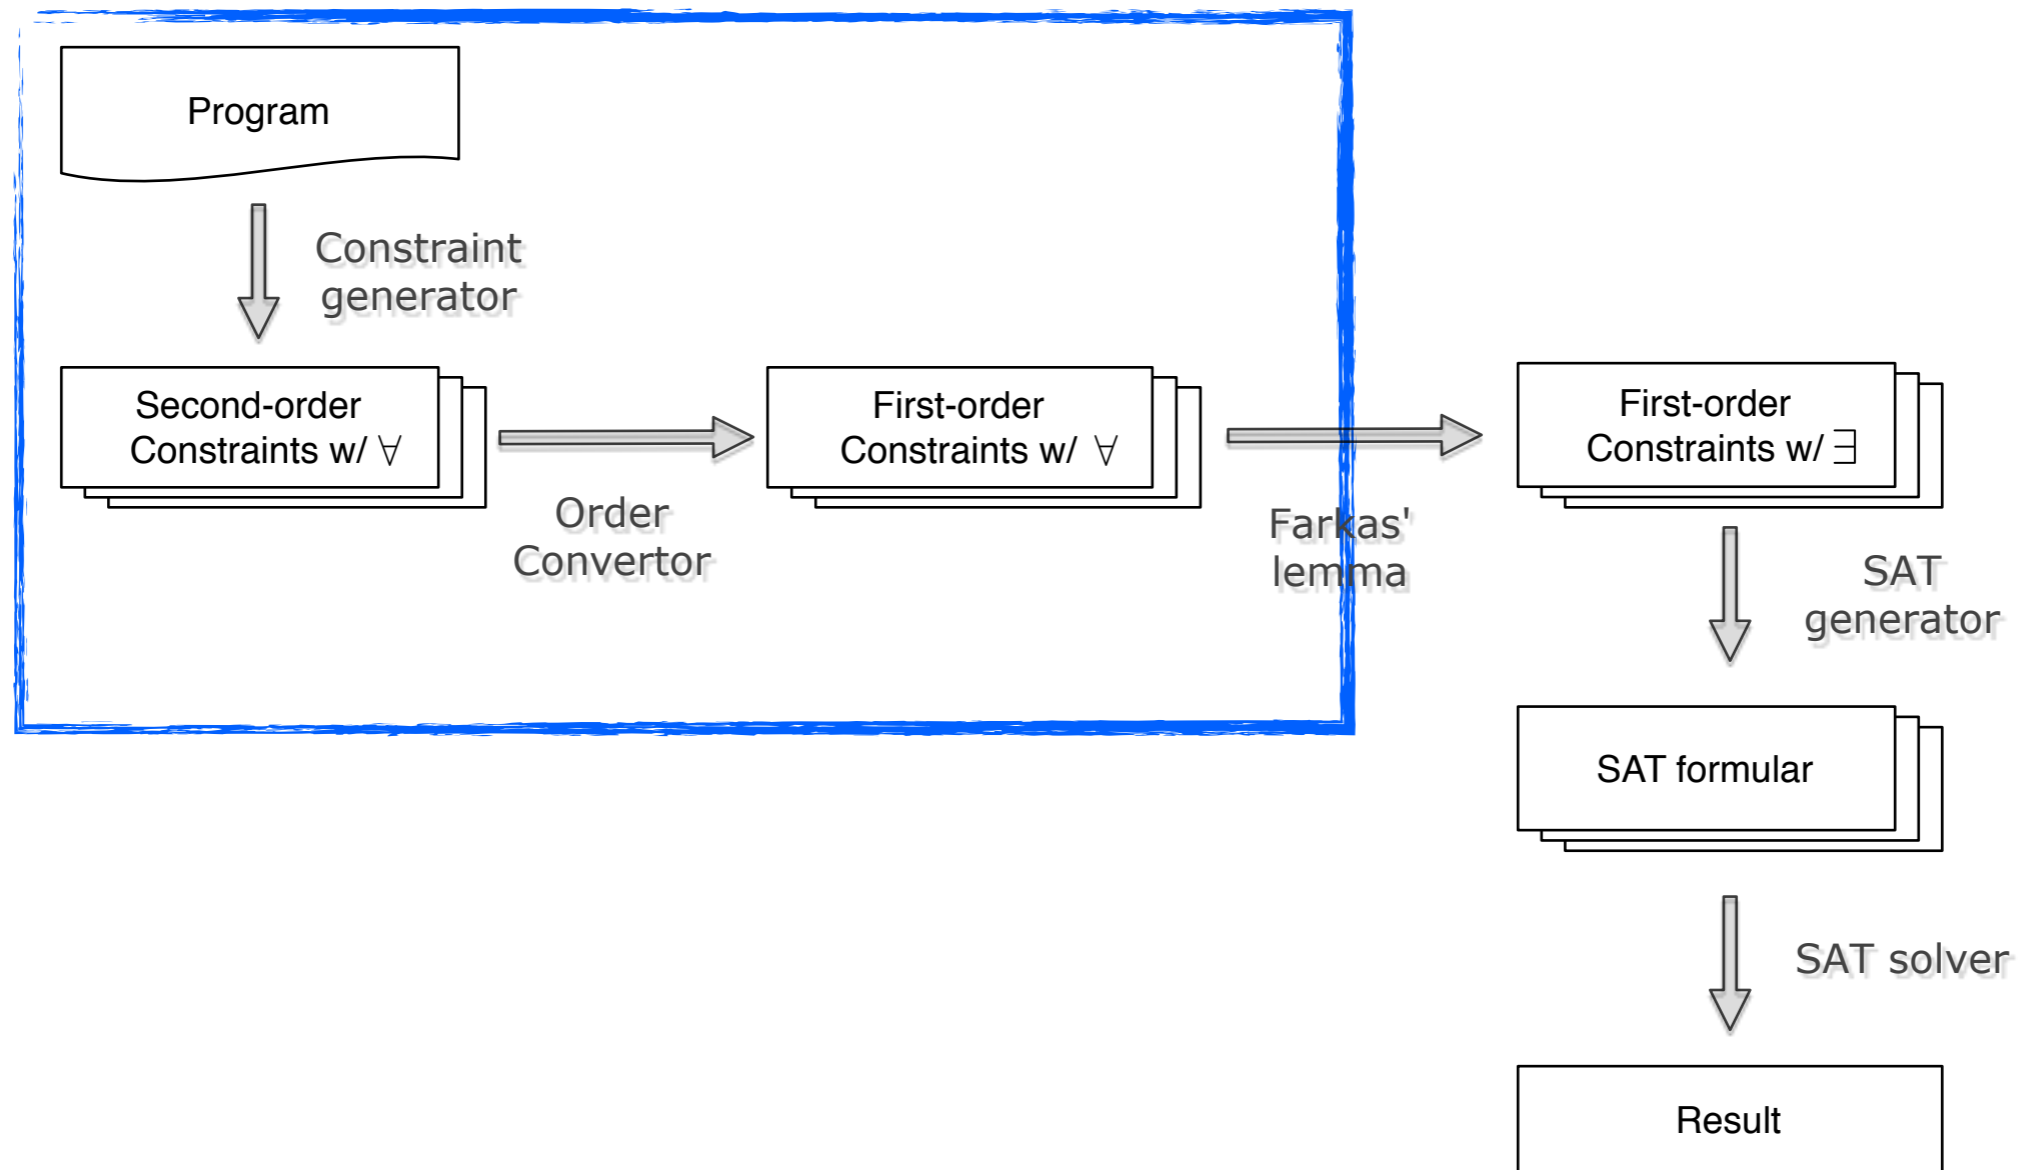 Program
Constraint
generator
Second-order
Constraints w/ ∀
Order
Convertor
First-order
Constraints w/ ∀
Farkas'
lemma
First-order
Constraints w/ ∃
SAT
generator
SAT formular
SAT solver
Result